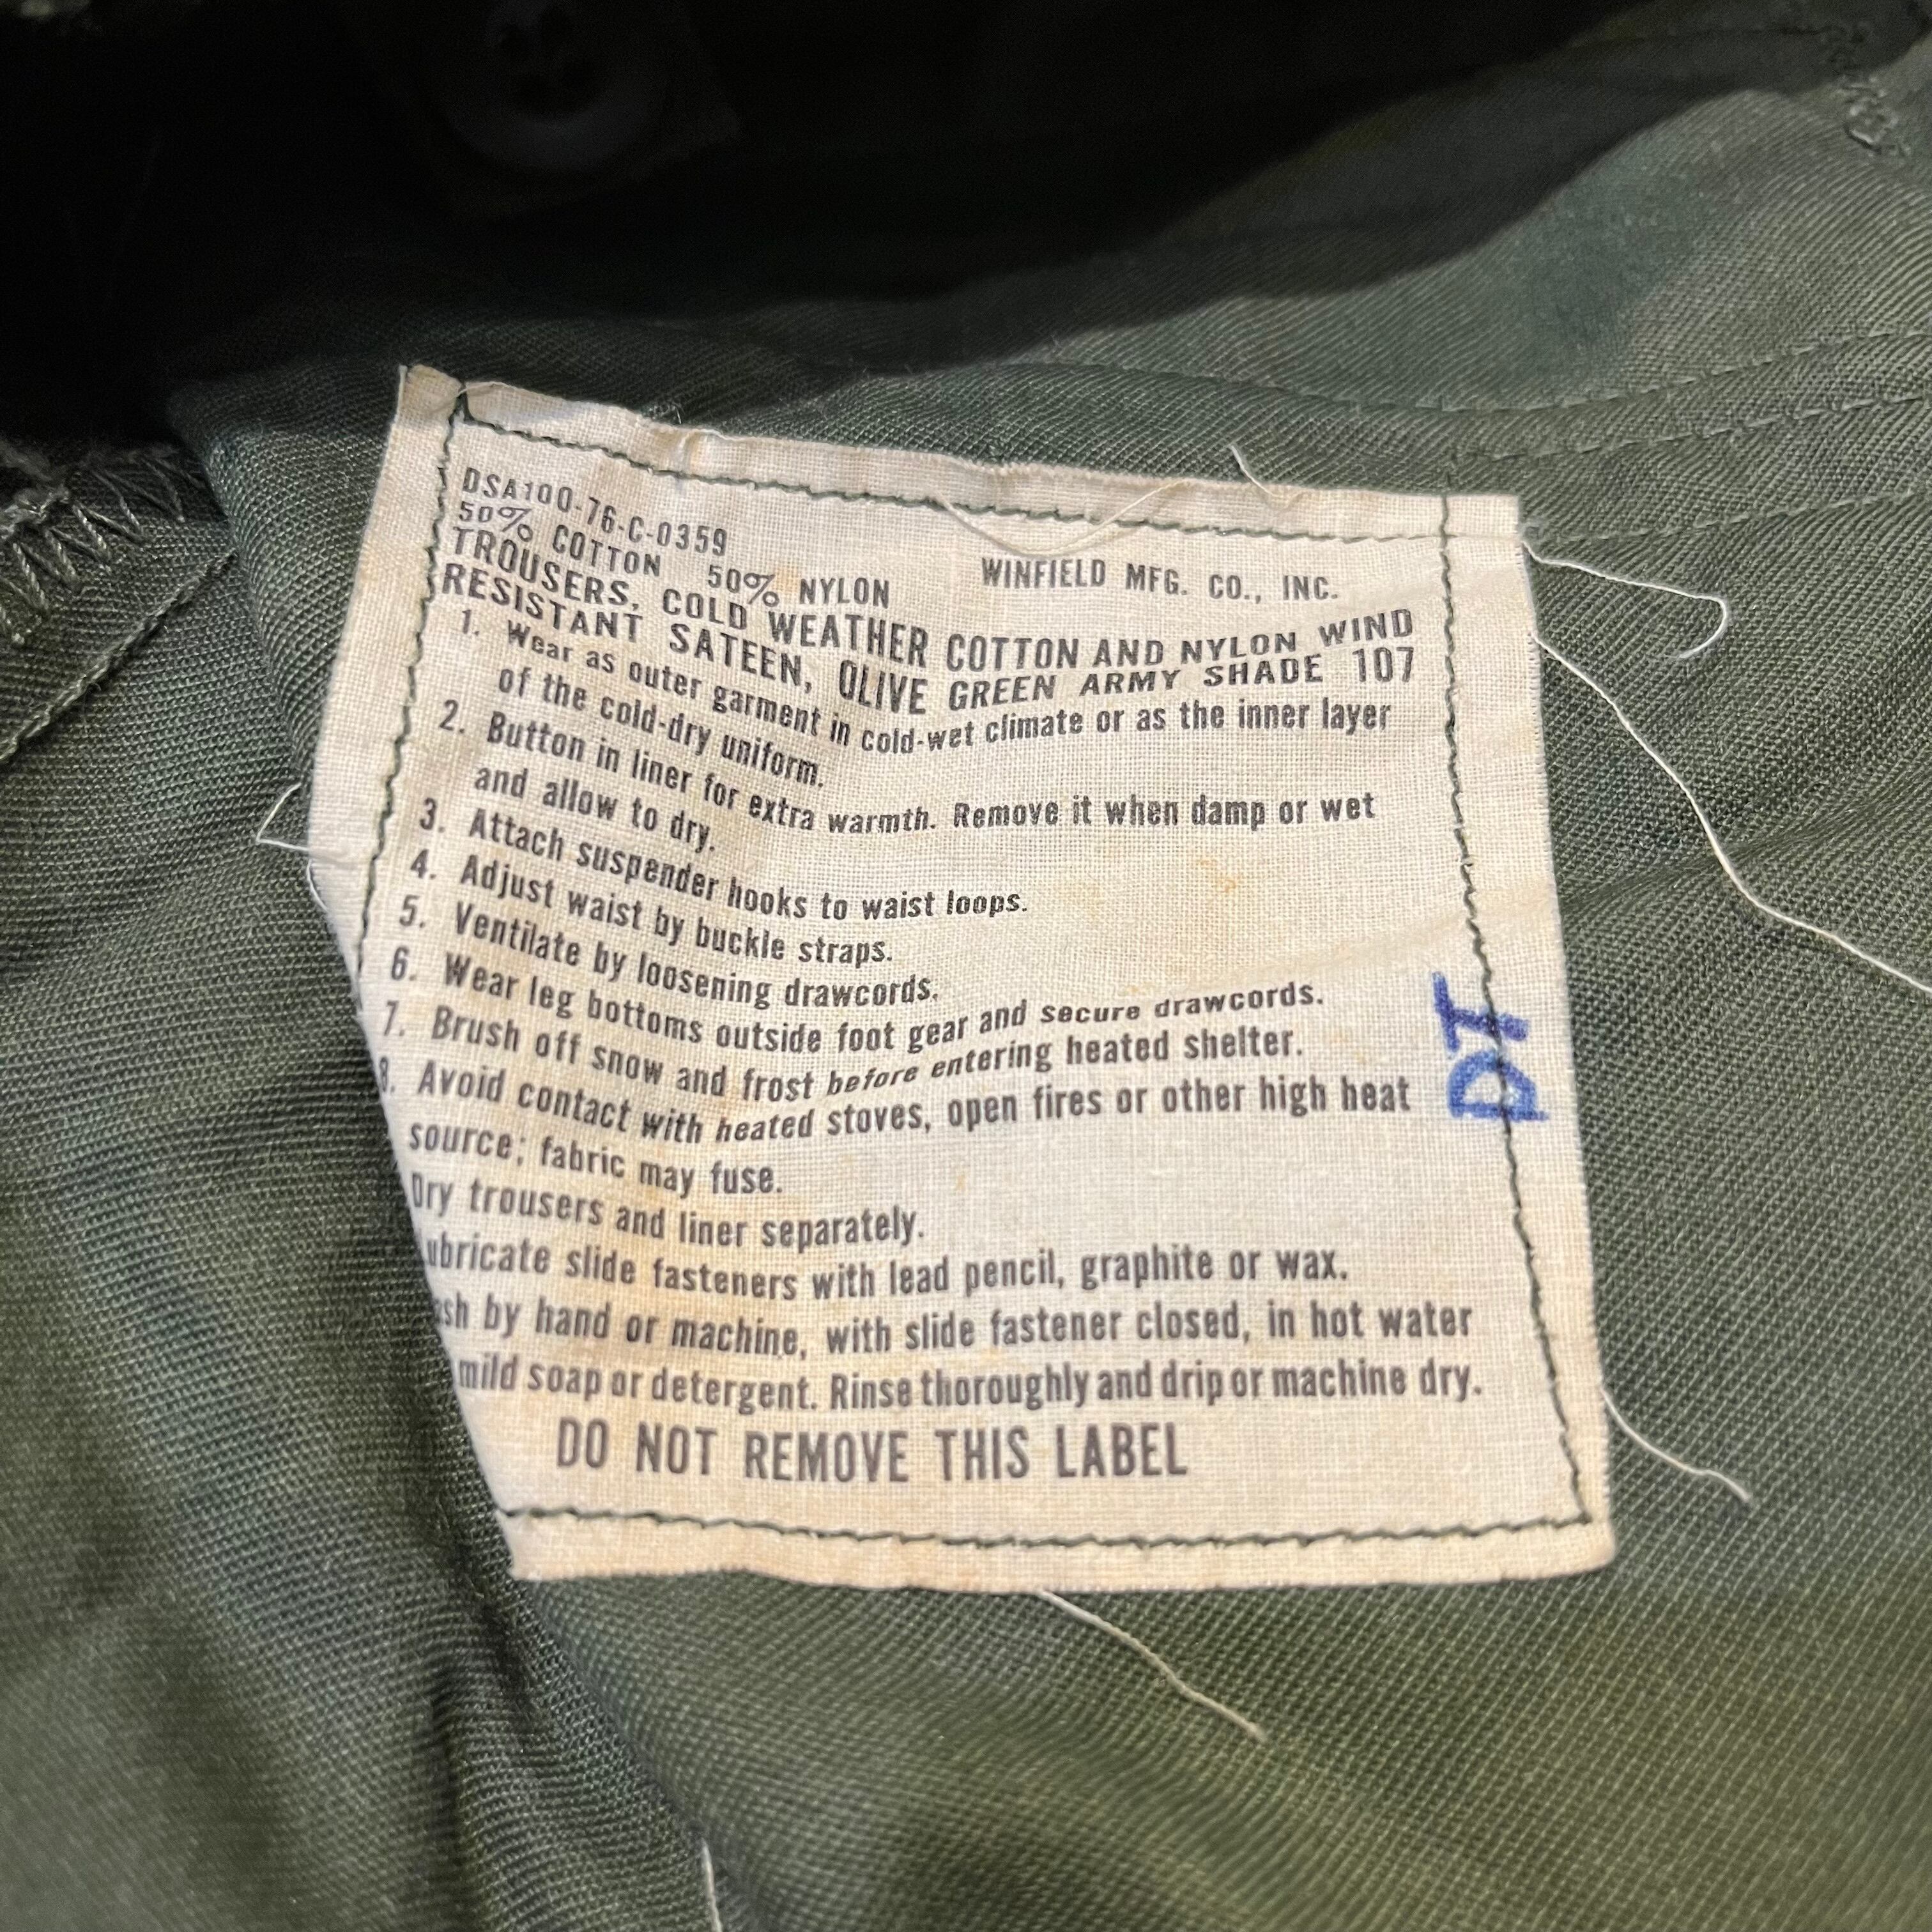 DSA100-76-C-0359
50% COTTON 50% NYLON WINFIELD MFG. CO., INC.
TROUSERS, COLD WEATHER COTTON AND NYLON WIND
RESISTANT SATEEN, OLIVE GREEN ARMY SHADE 107
1. Wear as outer garment in cold-wet climate or as the inner layer
of the cold-dry uniform.
2. Button in liner for extra warmth. Remove it when damp or wet
and allow to dry.
3. Attach suspender hooks to waist loops.
4. Adjust waist by buckle straps.
5. Ventilate by loosening drawcords.
6. Wear leg bottoms outside foot gear and secure drawcords.
7. Brush off snow and frost before entering heated shelter.
8. Avoid contact with heated stoves, open fires or other high heat
source; fabric may fuse.
Dry trousers and liner separately.
ubricate slide fasteners with lead pencil, graphite or wax.
sh by hand or machine, with slide fastener closed, in hot water
mild soap or detergent. Rinse thoroughly and drip or machine dry.
DO NOT REMOVE THIS LABEL
DI